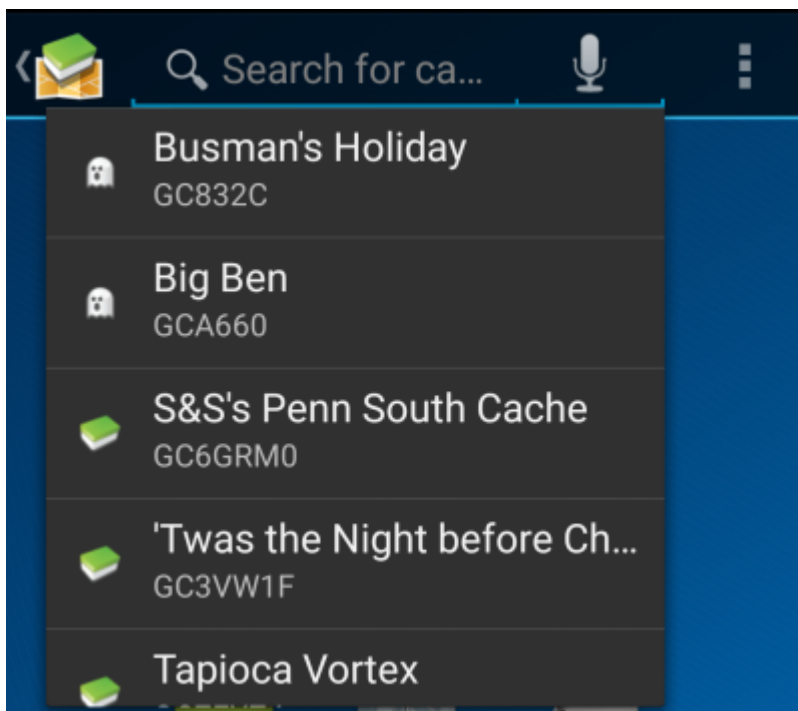 Search for ca...
Busman's Holiday
GC832C
Big Ben
GCA660
S&S's Penn South Cache
GC6GRM0
'Twas the Night before Ch...
GC3VW1F
Tapioca Vortex